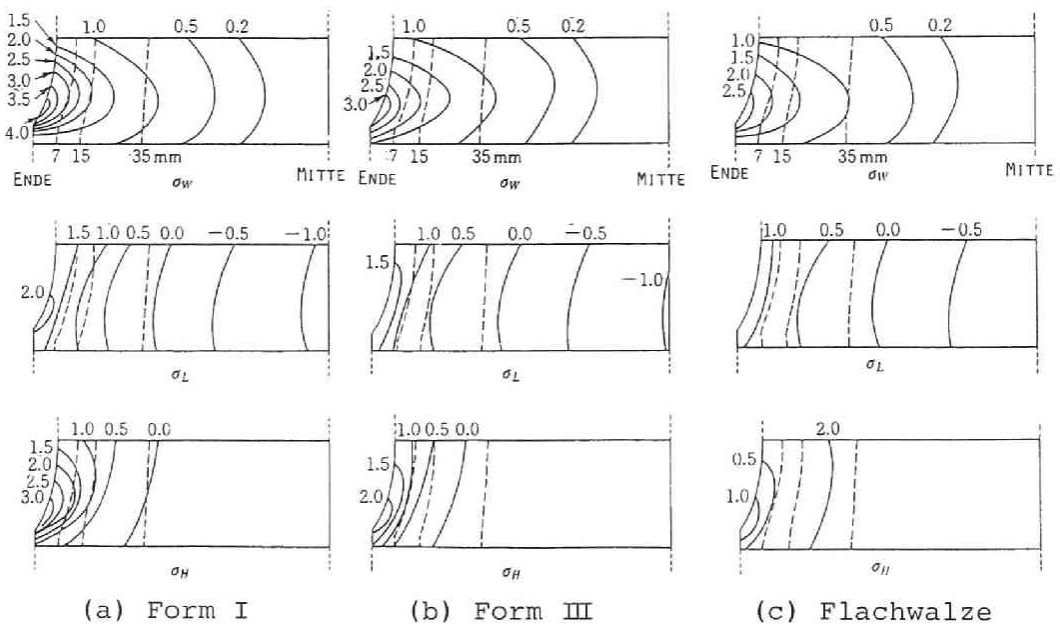 1.5 1.0 0.5 0.2
2.0
2.5
3.0
3.5
4.0
7 15 35 mm
ENDE σW MITTE
1.0 0.5 0.2
1.5
2.0
2.5
3.0
7 15 35 mm
ENDE σW MITTE
1.0 0.5 0.2
1.5
2.0
2.5
7 15 35 mm
ENDE σW MITTE
1.5 1.0 0.5 0.0 −0.5 −1.0
2.0
σL
1.0 0.5 0.0 −0.5
1.5
−1.0
σL
1.0 0.5 0.0 −0.5
σL
1.0 0.5 0.0
1.5
2.0
2.5
3.0
σH
1.0 0.5 0.0
1.5
2.0
σH
2.0
0.5
1.0
σH
(a) Form I
(b) Form III
(c) Flachwalze